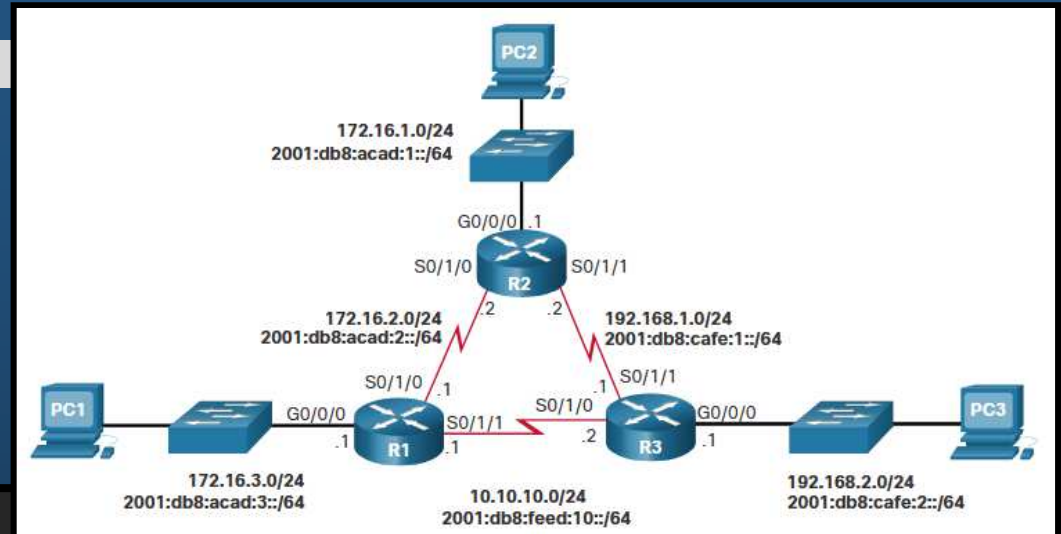 PC2
172.16.1.0/24
2001:db8:acad:1::/64
G0/0/0 .1
S0/1/0
R2
S0/1/1
.2
.2
172.16.2.0/24
2001:db8:acad:2::/64
192.168.1.0/24
2001:db8:cafe:1::/64
S0/1/0
.1
.1
S0/1/1
PC1
G0/0/0
.1
R1
S0/1/1
.1
S0/1/0
.2
R3
G0/0/0
.1
PC3
172.16.3.0/24
2001:db8:acad:3::/64
10.10.10.0/24
2001:db8:feed:10::/64
192.168.2.0/24
2001:db8:cafe:2::/64